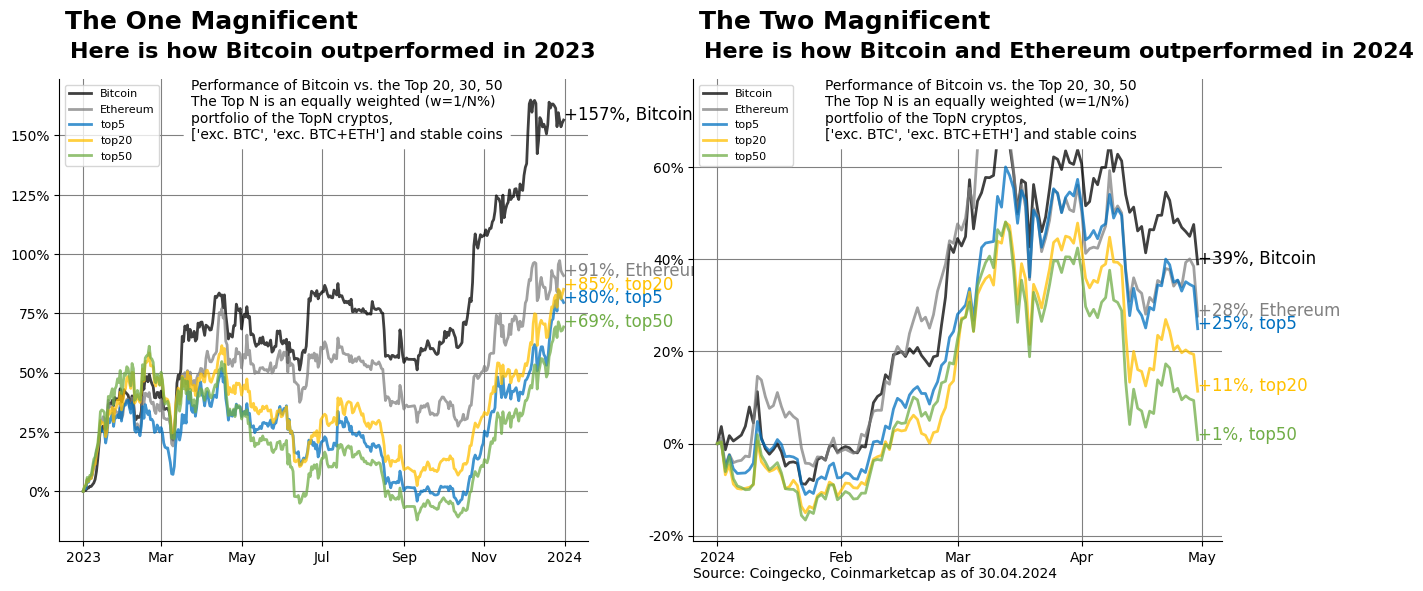 The One Magnificent
Here is how Bitcoin outperformed in 2023
Bitcoin
Ethereum
top5
top20
top50
Performance of Bitcoin vs. the Top 20, 30, 50
The Top N is an equally weighted (w=1/N%)
portfolio of the TopN cryptos,
['exc. BTC', 'exc. BTC+ETH'] and stable coins
150%
125%
100%
75%
50%
25%
0%
+157%, Bitcoin
+91%, Ethereum
+85%, top20
+80%, top5
+69%, top50
2023
Mar
May
Jul
Sep
Nov
2024
The Two Magnificent
Here is how Bitcoin and Ethereum outperformed in 2024
Bitcoin
Ethereum
top5
top20
top50
Performance of Bitcoin vs. the Top 20, 30, 50
The Top N is an equally weighted (w=1/N%)
portfolio of the TopN cryptos,
['exc. BTC', 'exc. BTC+ETH'] and stable coins
60%
40%
20%
0%
-20%
+39%, Bitcoin
+28%, Ethereum
+25%, top5
+11%, top20
+1%, top50
2024
Feb
Mar
Apr
May
Source: Coingecko, Coinmarketcap as of 30.04.2024